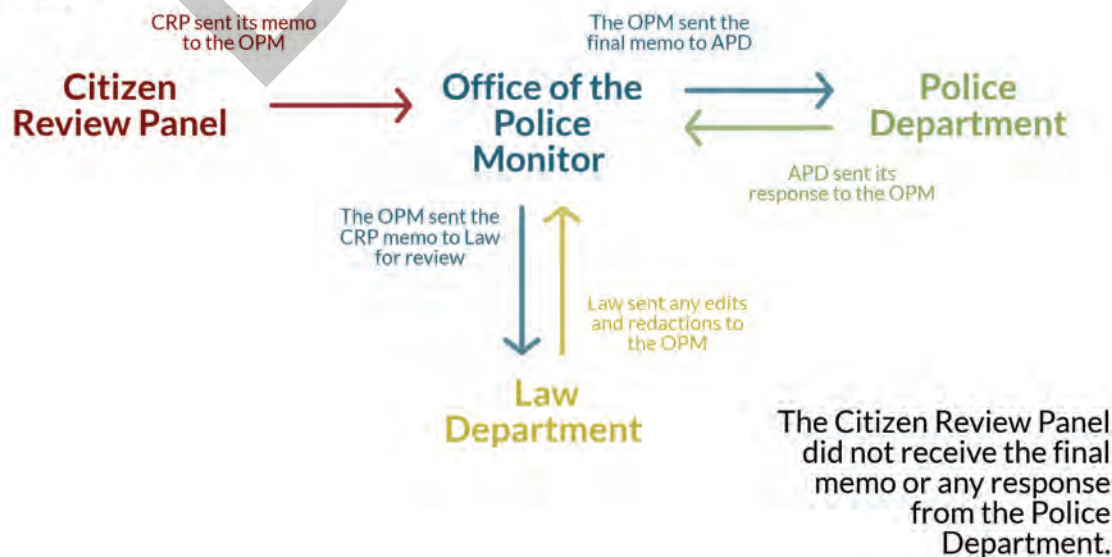 CRP sent its memo
to the OPM
Citizen
Review Panel
Office of the
Police
Monitor
The OPM sent the
final memo to APD
Police
Department
APD sent its
response to the OPM
The OPM sent the
CRP memo to Law
for review
Law sent any edits
and redactions to
the OPM
Law
Department
The Citizen Review Panel
did not receive the final
memo or any response
from the Police
Department.